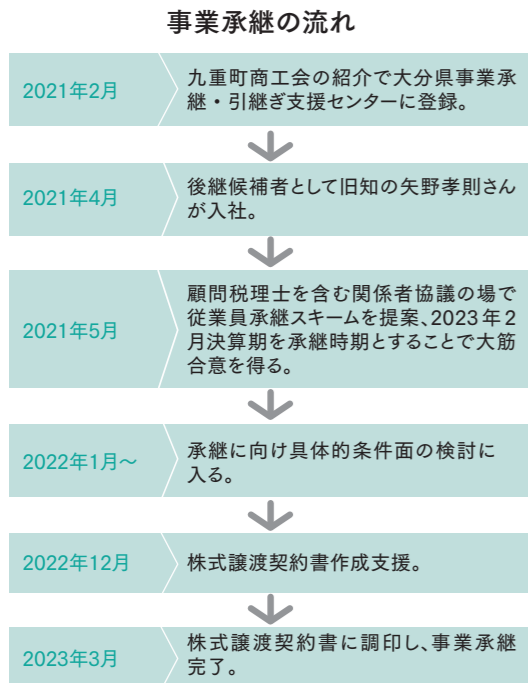 事業承継の流れ
2021年2月
九重町商工会の紹介で大分県事業承
継・引継ぎ支援センターに登録。
2021年4月
後継候補者として旧知の矢野孝則さん
が入社。
2021年5月
顧問税理士を含む関係者協議の場で
従業員承継スキームを提案、2023年2
月決算期を承継時期とすることで大筋
合意を得る。
2022年1月～
承継に向け具体的条件面の検討に
入る。
2022年12月
株式譲渡契約書作成支援。
2023年3月
株式譲渡契約書に調印し、事業承継
完了。